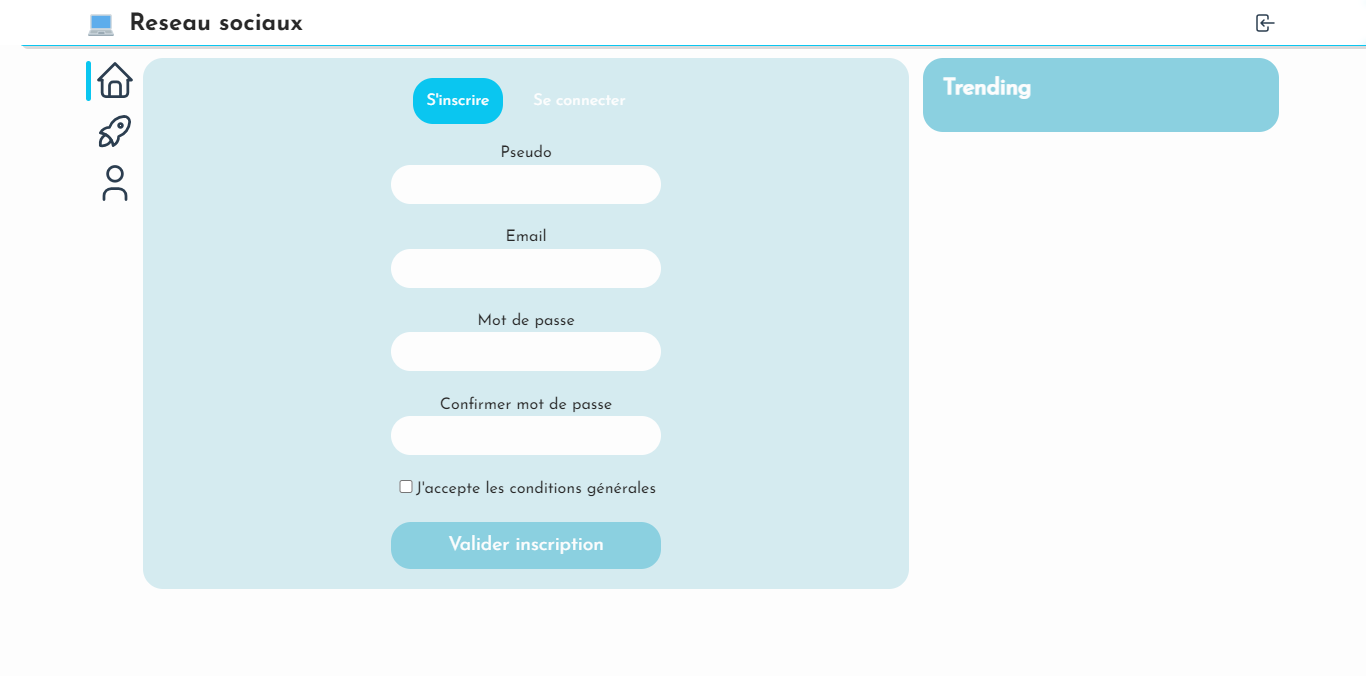 Reseau sociaux
S'inscrire
Se connecter
Pseudo
Email
Mot de passe
Confirmer mot de passe
J'accepte les conditions générales
Valider inscription
Trending